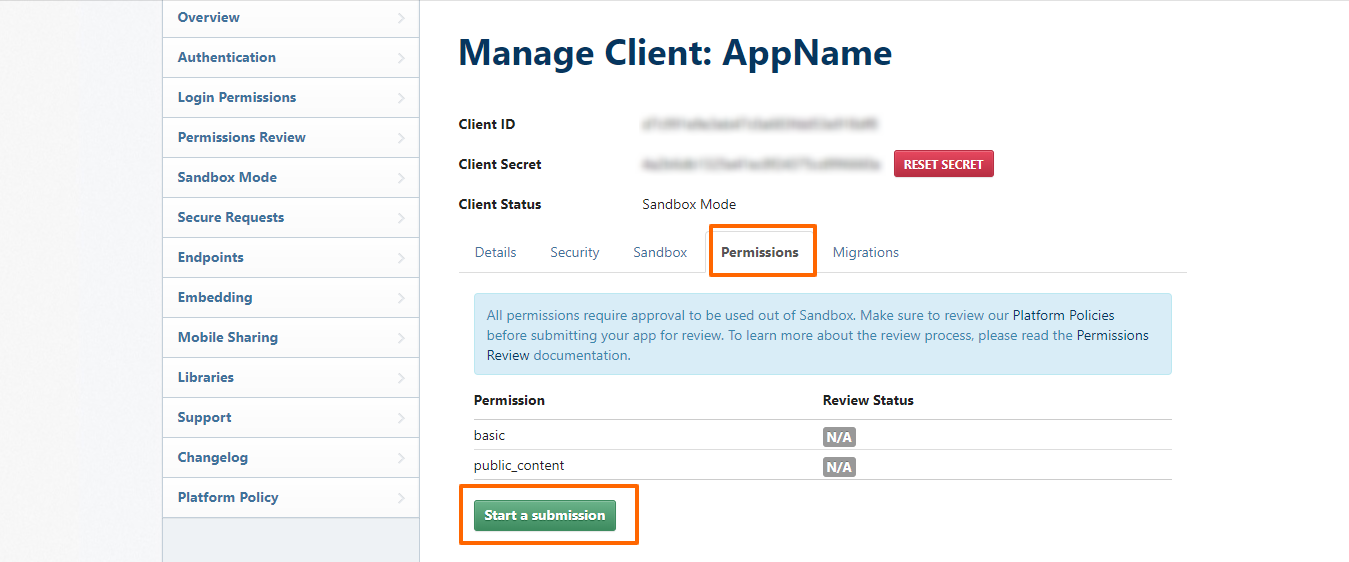 Overview
Authentication
Login Permissions
Permissions Review
Sandbox Mode
Secure Requests
Endpoints
Embedding
Mobile Sharing
Libraries
Support
Changelog
Platform Policy
Manage Client: AppName
Client ID
Client Secret
RESET SECRET
Client Status Sandbox Mode
Details Security Sandbox Permissions Migrations
All permissions require approval to be used out of Sandbox. Make sure to review our Platform Policies
before submitting your app for review. To learn more about the review process, please read the Permissions
Review documentation.
Permission Review Status
basic N/A
public_content N/A
Start a submission